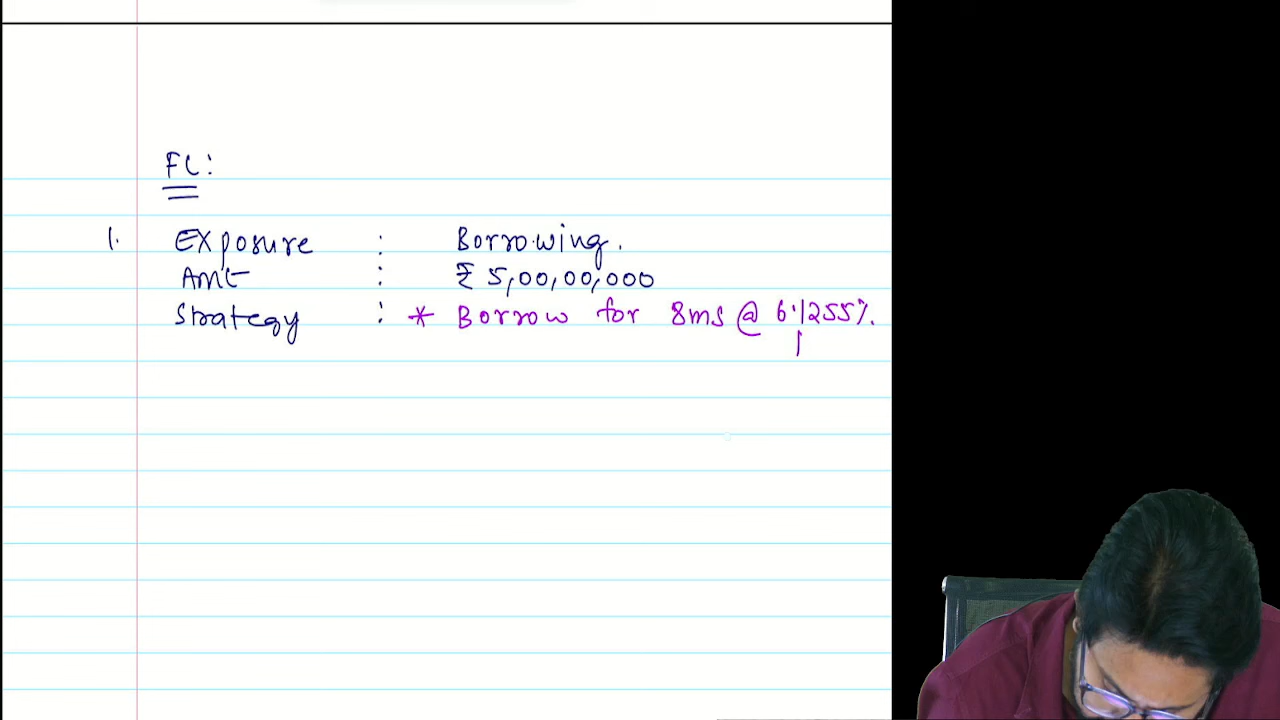 FC:
1. Exposure : Borrowing.
Amt : ₹ 5,00,00,000
Strategy : * Borrow for 8ms @ 6.1255%.